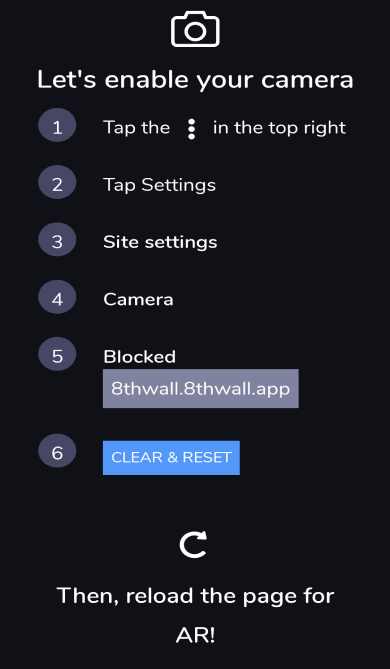 Let's enable your camera
1 Tap the in the top right
2 Tap Settings
3 Site settings
4 Camera
5 Blocked
8thwall.8thwall.app
6 CLEAR & RESET
Then, reload the page for
AR!